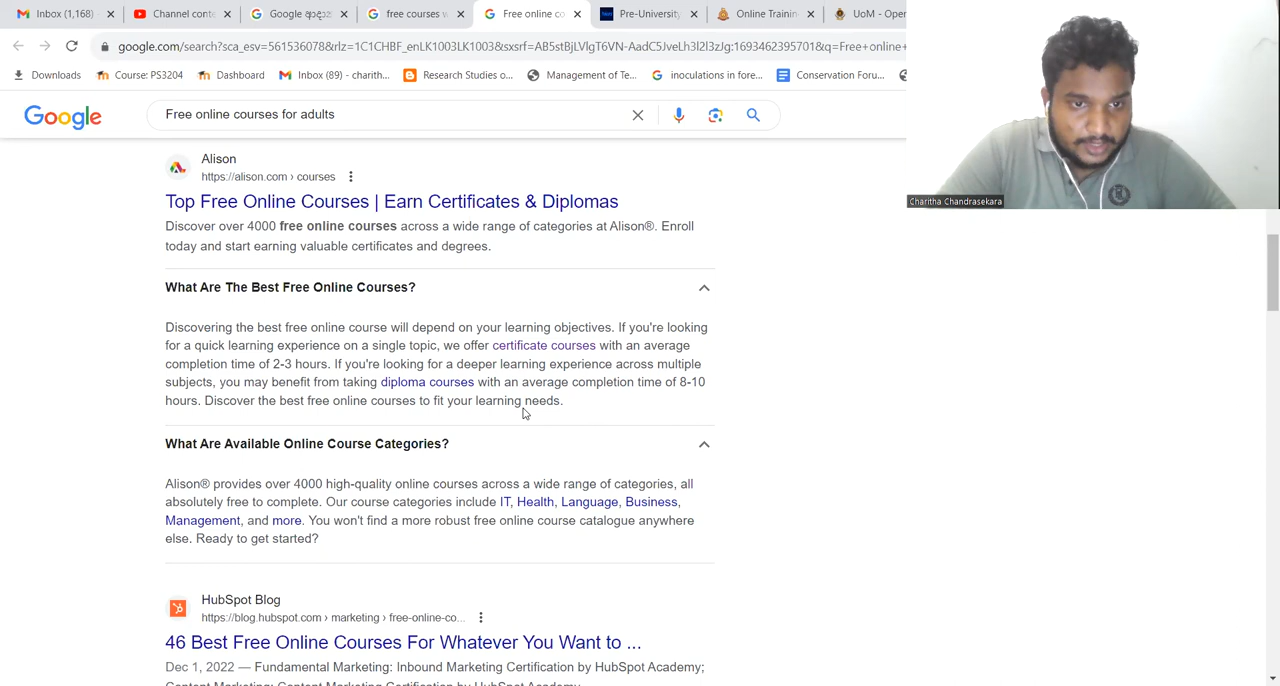 Inbox (1,168)
Channel conte
Google
free courses w
Free online co
Pre-University
Online Trainin
UoM - Open
google.com/search?sca_esv=561536078&rlz=1C1CHBF_enLK1003LK1003&sxsrf=AB5stBjLVlgT6VN-AadC5JveLh3l2l3zJg:1693462395701&q=Free+online+
Downloads
Course: PS3204
Dashboard
Inbox (89) - charith...
Research Studies o...
Management of Te...
inoculations in fore...
Conservation Foru...
Google
Free online courses for adults
Charitha Chandrasekara
Alison
https://alison.com › courses
Top Free Online Courses | Earn Certificates & Diplomas
Discover over 4000 free online courses across a wide range of categories at Alison®. Enroll
today and start earning valuable certificates and degrees.
What Are The Best Free Online Courses?
Discovering the best free online course will depend on your learning objectives. If you're looking
for a quick learning experience on a single topic, we offer certificate courses with an average
completion time of 2-3 hours. If you're looking for a deeper learning experience across multiple
subjects, you may benefit from taking diploma courses with an average completion time of 8-10
hours. Discover the best free online courses to fit your learning needs.
What Are Available Online Course Categories?
Alison® provides over 4000 high-quality online courses across a wide range of categories, all
absolutely free to complete. Our course categories include IT, Health, Language, Business,
Management, and more. You won't find a more robust free online course catalogue anywhere
else. Ready to get started?
HubSpot Blog
https://blog.hubspot.com › marketing › free-online-co...
46 Best Free Online Courses For Whatever You Want to ...
Dec 1, 2022 — Fundamental Marketing: Inbound Marketing Certification by HubSpot Academy;
Content Marketing: Content Marketing Certification by HubSpot Academy